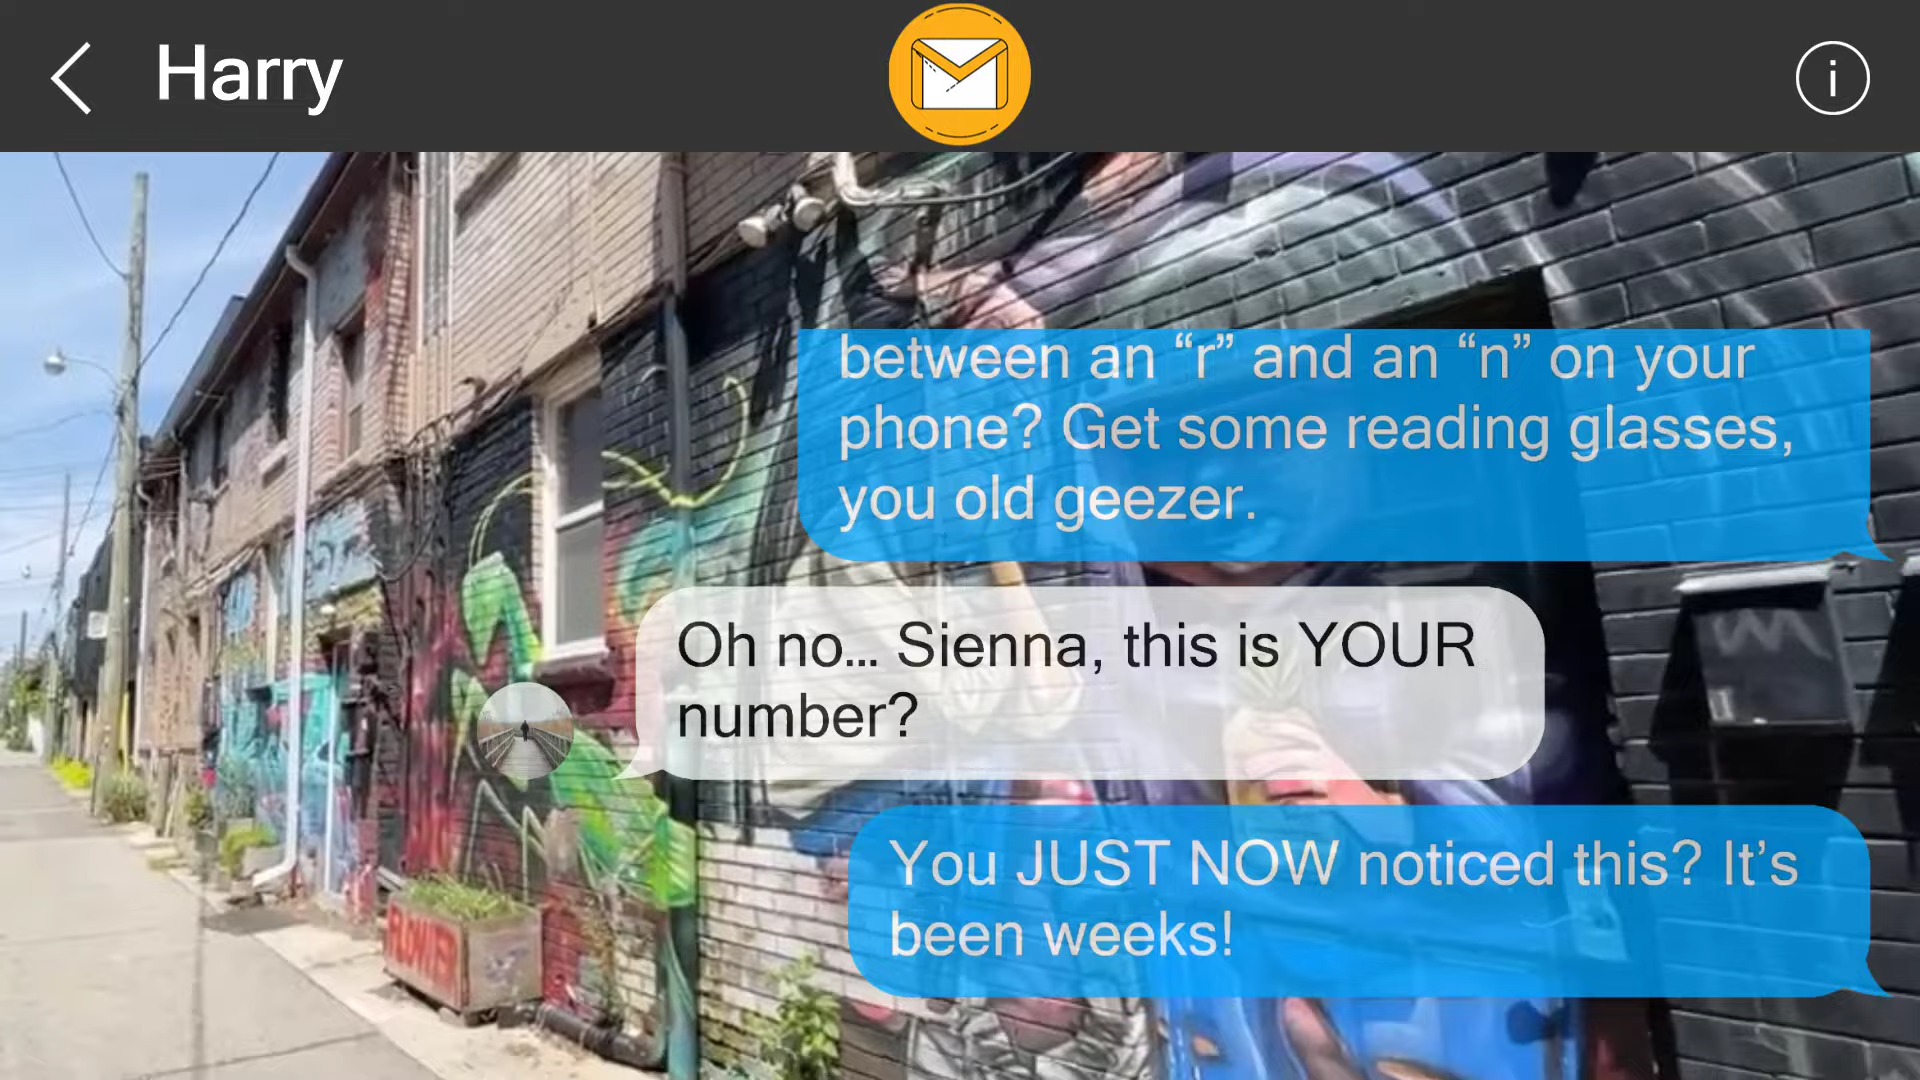 Harry
between an “r” and an “n” on your
phone? Get some reading glasses,
you old geezer.
Oh no... Sienna, this is YOUR
number?
You JUST NOW noticed this? It’s
been weeks!